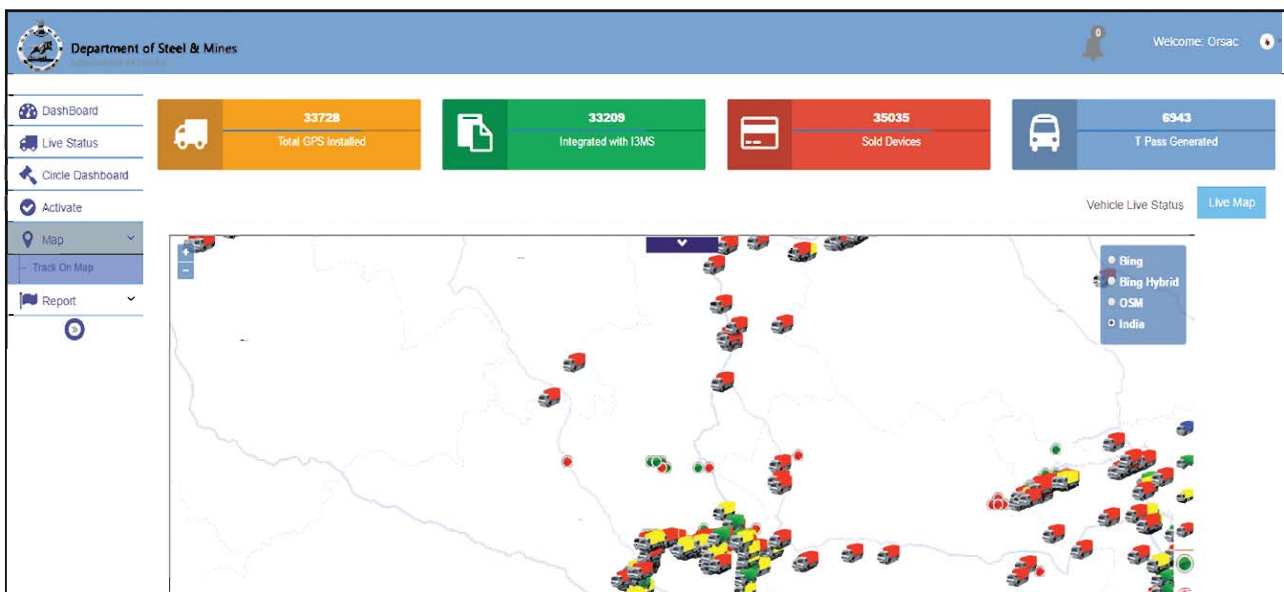 Department of Steel & Mines
0
Welcome: Orsac
DashBoard
Live Status
Circle Dashboard
Activate
Map
Track On Map
Report
33728
Total GPS Installed
33209
Integrated with I3MS
35035
Sold Devices
6943
T Pass Generated
Vehicle Live Status
Live Map
+
-
Bing
Bing Hybrid
OSM
India